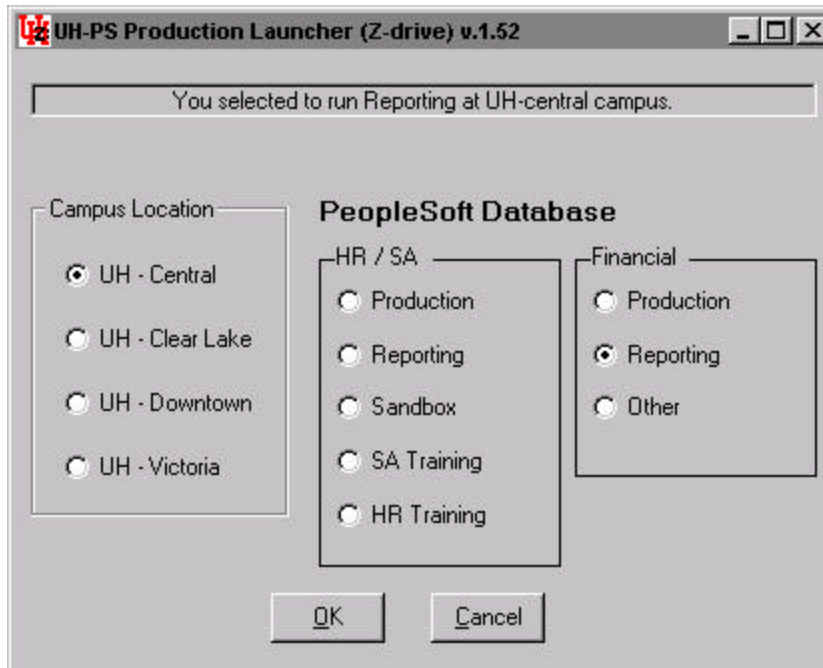 UH-PS Production Launcher (Z-drive) v.1.52
You selected to run Reporting at UH-central campus.
Campus Location
UH - Central
UH - Clear Lake
UH - Downtown
UH - Victoria
PeopleSoft Database
HR / SA
Production
Reporting
Sandbox
SA Training
HR Training
Financial
Production
Reporting
Other
OK
Cancel